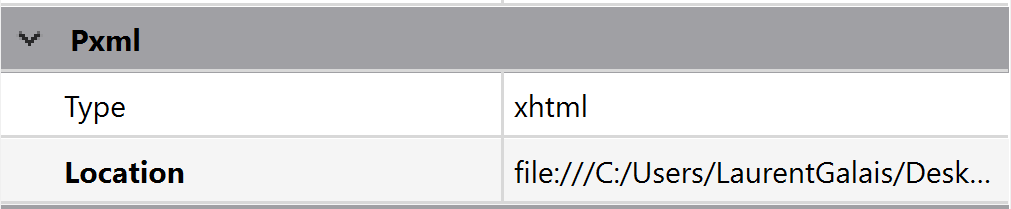 Pxml
Type xhtml
Location file:///C:/Users/LaurentGalais/Desk...